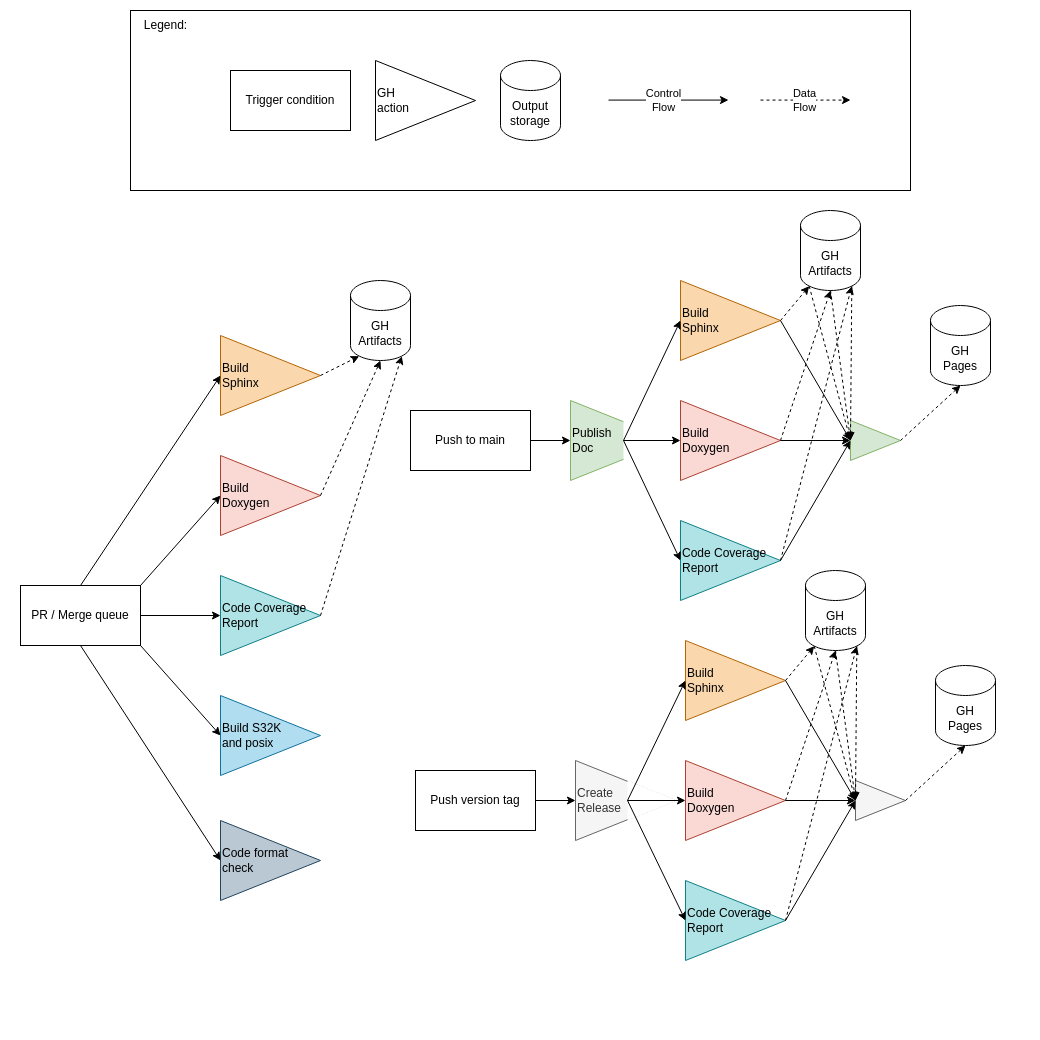 Legend:
Trigger condition
GH
action
Output
storage
Control
Flow
Data
Flow
GH
Artifacts
Build
Sphinx
Build
Doxygen
Code Coverage
Report
PR / Merge queue
Build S32K
and posix
Code format
check
GH
Artifacts
Build
Sphinx
GH
Pages
Push to main
Publish
Doc
Build
Doxygen
Code Coverage
Report
GH
Artifacts
Build
Sphinx
GH
Pages
Push version tag
Create
Release
Build
Doxygen
Code Coverage
Report